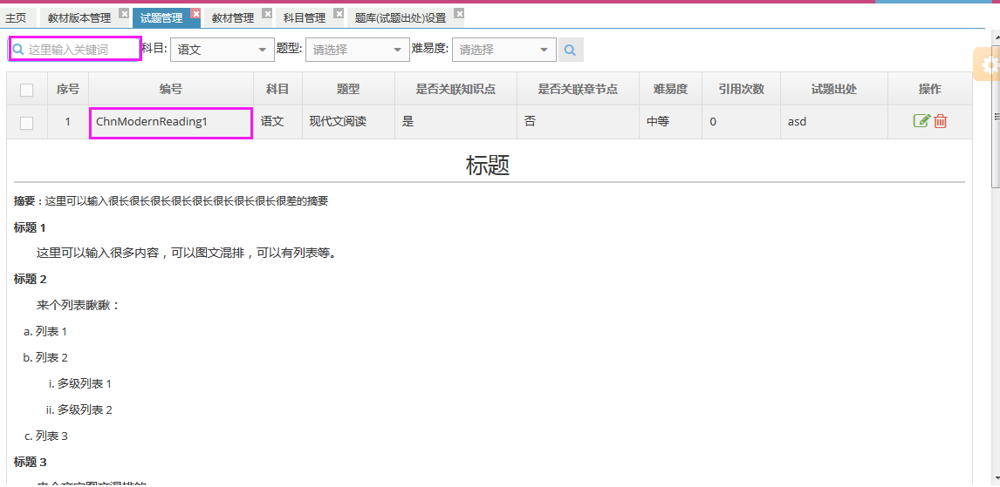 主页 教材版本管理 试题管理 教材管理 科目管理 题库(试题出处)设置
这里输入关键词 科目: 语文 题型: 请选择 难易度: 请选择
序号 编号 科目 题型 是否关联知识点 是否关联章节点 难易度 引用次数 试题出处 操作
1 ChnModernReading1 语文 现代文阅读 是 否 中等 0 asd
标题
摘要：这里可以输入很长很长很长很长很长很长很长很长很差的摘要
标题 1
这里可以输入很多内容，可以图文混排，可以有列表等。
标题 2
来个列表瞅瞅：
a. 列表 1
b. 列表 2
i. 多级列表 1
ii. 多级列表 2
c. 列表 3
标题 3